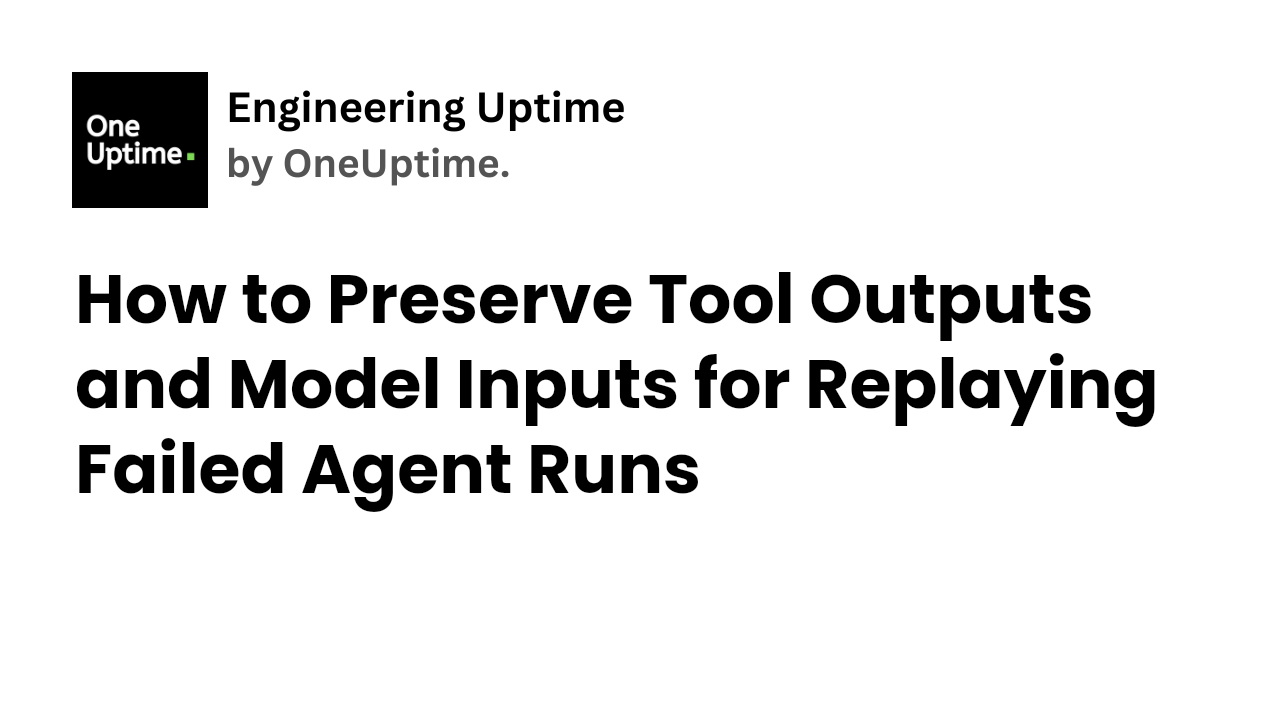 One
Uptime.
Engineering Uptime
by OneUptime.
How to Preserve Tool Outputs
and Model Inputs for Replaying
Failed Agent Runs